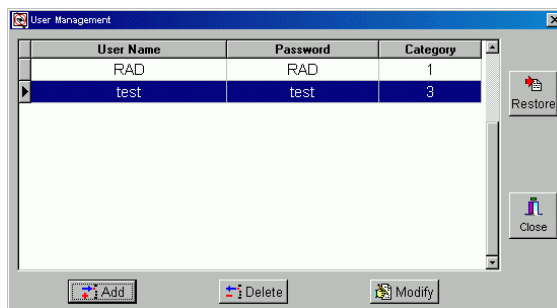 User Management
User Name Password Category
RAD RAD 1
test test 3
Restore
Close
Add Delete Modify